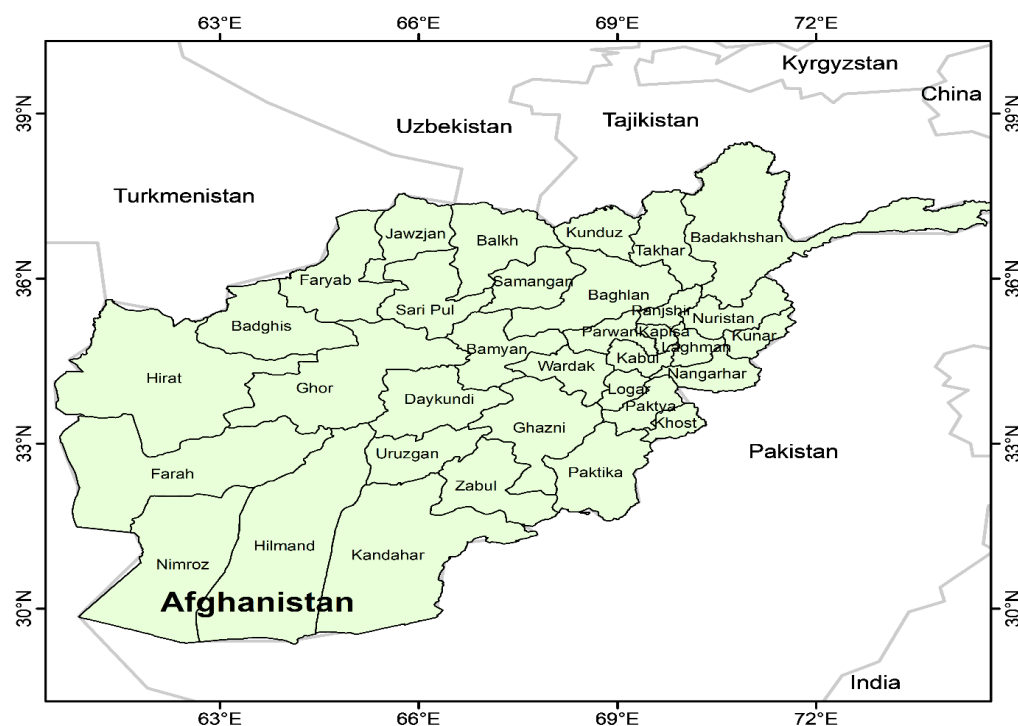 63°E 66°E 69°E 72°E
Kyrgyzstan
China
39°N 39°N
Uzbekistan Tajikistan
Turkmenistan
Jawzjan Balkh Kunduz Badakhshan
Takhar
36°N 36°N
Faryab Samangan
Baghlan
Sari Pul Ranjshir
Nuristan
Badghis
Parwan Kapisa Kunar
Bamyan Laghman
Kabul
Wardak
Hirat Nangarhar
Ghor Logar
Daykundi Paktya
Khost
Ghazni
33°N 33°N
Uruzgan Pakistan
Farah Paktika
Zabul
Hilmand Kandahar
Nimroz
Afghanistan
30°N 30°N
India
63°E 66°E 69°E 72°E